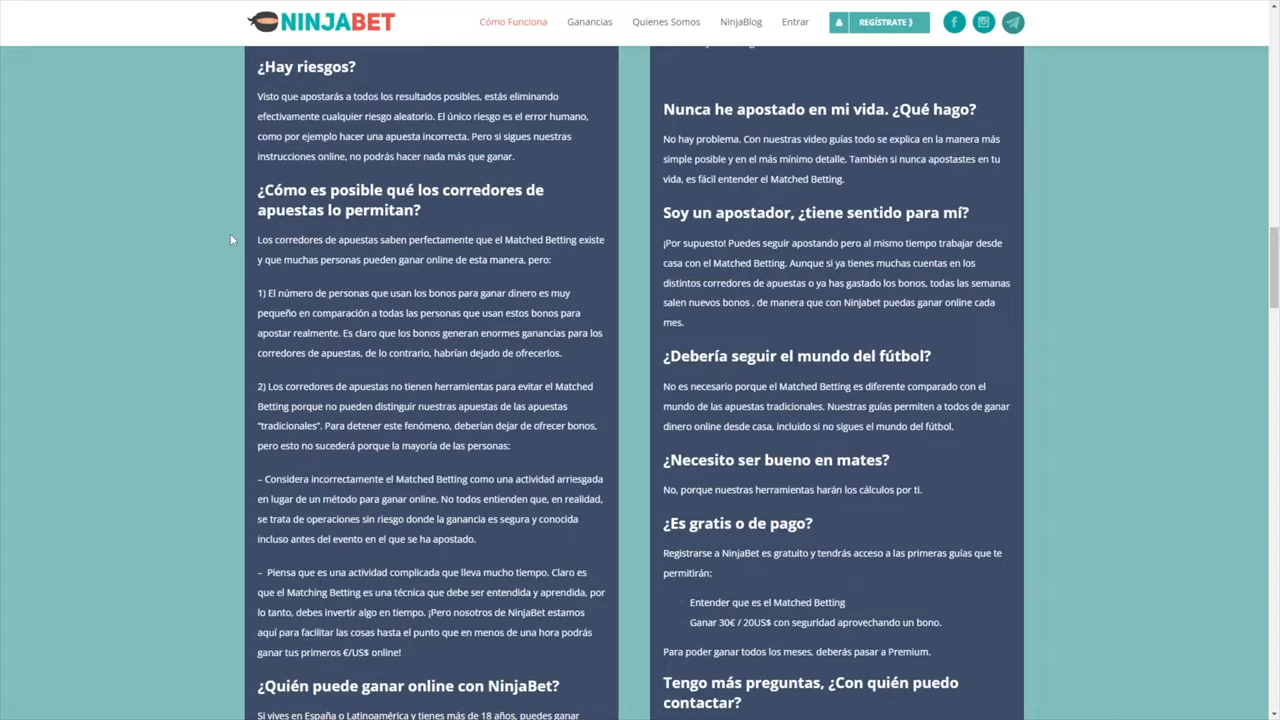 NINJABET
Cómo Funciona
Ganancias
Quienes Somos
NinjaBlog
Entrar
REGÍSTRATE }
¿Hay riesgos?
Visto que apostarás a todos los resultados posibles, estás eliminando
efectivamente cualquier riesgo aleatorio. El único riesgo es el error humano,
como por ejemplo hacer una apuesta incorrecta. Pero si sigues nuestras
instrucciones online, no podrás hacer nada más que ganar.
¿Cómo es posible qué los corredores de
apuestas lo permitan?
Los corredores de apuestas saben perfectamente que el Matched Betting existe
y que muchas personas pueden ganar online de esta manera, pero:
1) El número de personas que usan los bonos para ganar dinero es muy
pequeño en comparación a todas las personas que usan estos bonos para
apostar realmente. Es claro que los bonos generan enormes ganancias para los
corredores de apuestas, de lo contrario, habrían dejado de ofrecerlos.
2) Los corredores de apuestas no tienen herramientas para evitar el Matched
Betting porque no pueden distinguir nuestras apuestas de las apuestas
“tradicionales”. Para detener este fenómeno, deberían dejar de ofrecer bonos,
pero esto no sucederá porque la mayoría de las personas:
– Considera incorrectamente el Matched Betting como una actividad arriesgada
en lugar de un método para ganar online. No todos entienden que, en realidad,
se trata de operaciones sin riesgo donde la ganancia es segura y conocida
incluso antes del evento en el que se ha apostado.
– Piensa que es una actividad complicada que lleva mucho tiempo. Claro es
que el Matching Betting es una técnica que debe ser entendida y aprendida, por
lo tanto, debes invertir algo en tiempo. ¡Pero nosotros de NinjaBet estamos
aquí para facilitar las cosas hasta el punto que en menos de una hora podrás
ganar tus primeros €/US$ online!
¿Quién puede ganar online con NinjaBet?
Si vives en España o Latinoamérica y tienes más de 18 años, puedes ganar
Nunca he apostado en mi vida. ¿Qué hago?
No hay problema. Con nuestras video guías todo se explica en la manera más
simple posible y en el más mínimo detalle. También si nunca apostastes en tu
vida, es fácil entender el Matched Betting.
Soy un apostador, ¿tiene sentido para mí?
¡Por supuesto! Puedes seguir apostando pero al mismo tiempo trabajar desde
casa con el Matched Betting. Aunque si ya tienes muchas cuentas en los
distintos corredores de apuestas o ya has gastado los bonos, todas las semanas
salen nuevos bonos , de manera que con Ninjabet puedas ganar online cada
mes.
¿Debería seguir el mundo del fútbol?
No es necesario porque el Matched Betting es diferente comparado con el
mundo de las apuestas tradicionales. Nuestras guías permiten a todos de ganar
dinero online desde casa, incluido si no sigues el mundo del fútbol.
¿Necesito ser bueno en mates?
No, porque nuestras herramientas harán los cálculos por ti.
¿Es gratis o de pago?
Registrarse a NinjaBet es gratuito y tendrás acceso a las primeras guías que te
permitirán:
Entender que es el Matched Betting
Ganar 30€ / 20US$ con seguridad aprovechando un bono.
Para poder ganar todos los meses, deberás pasar a Premium.
Tengo más preguntas, ¿Con quién puedo
contactar?